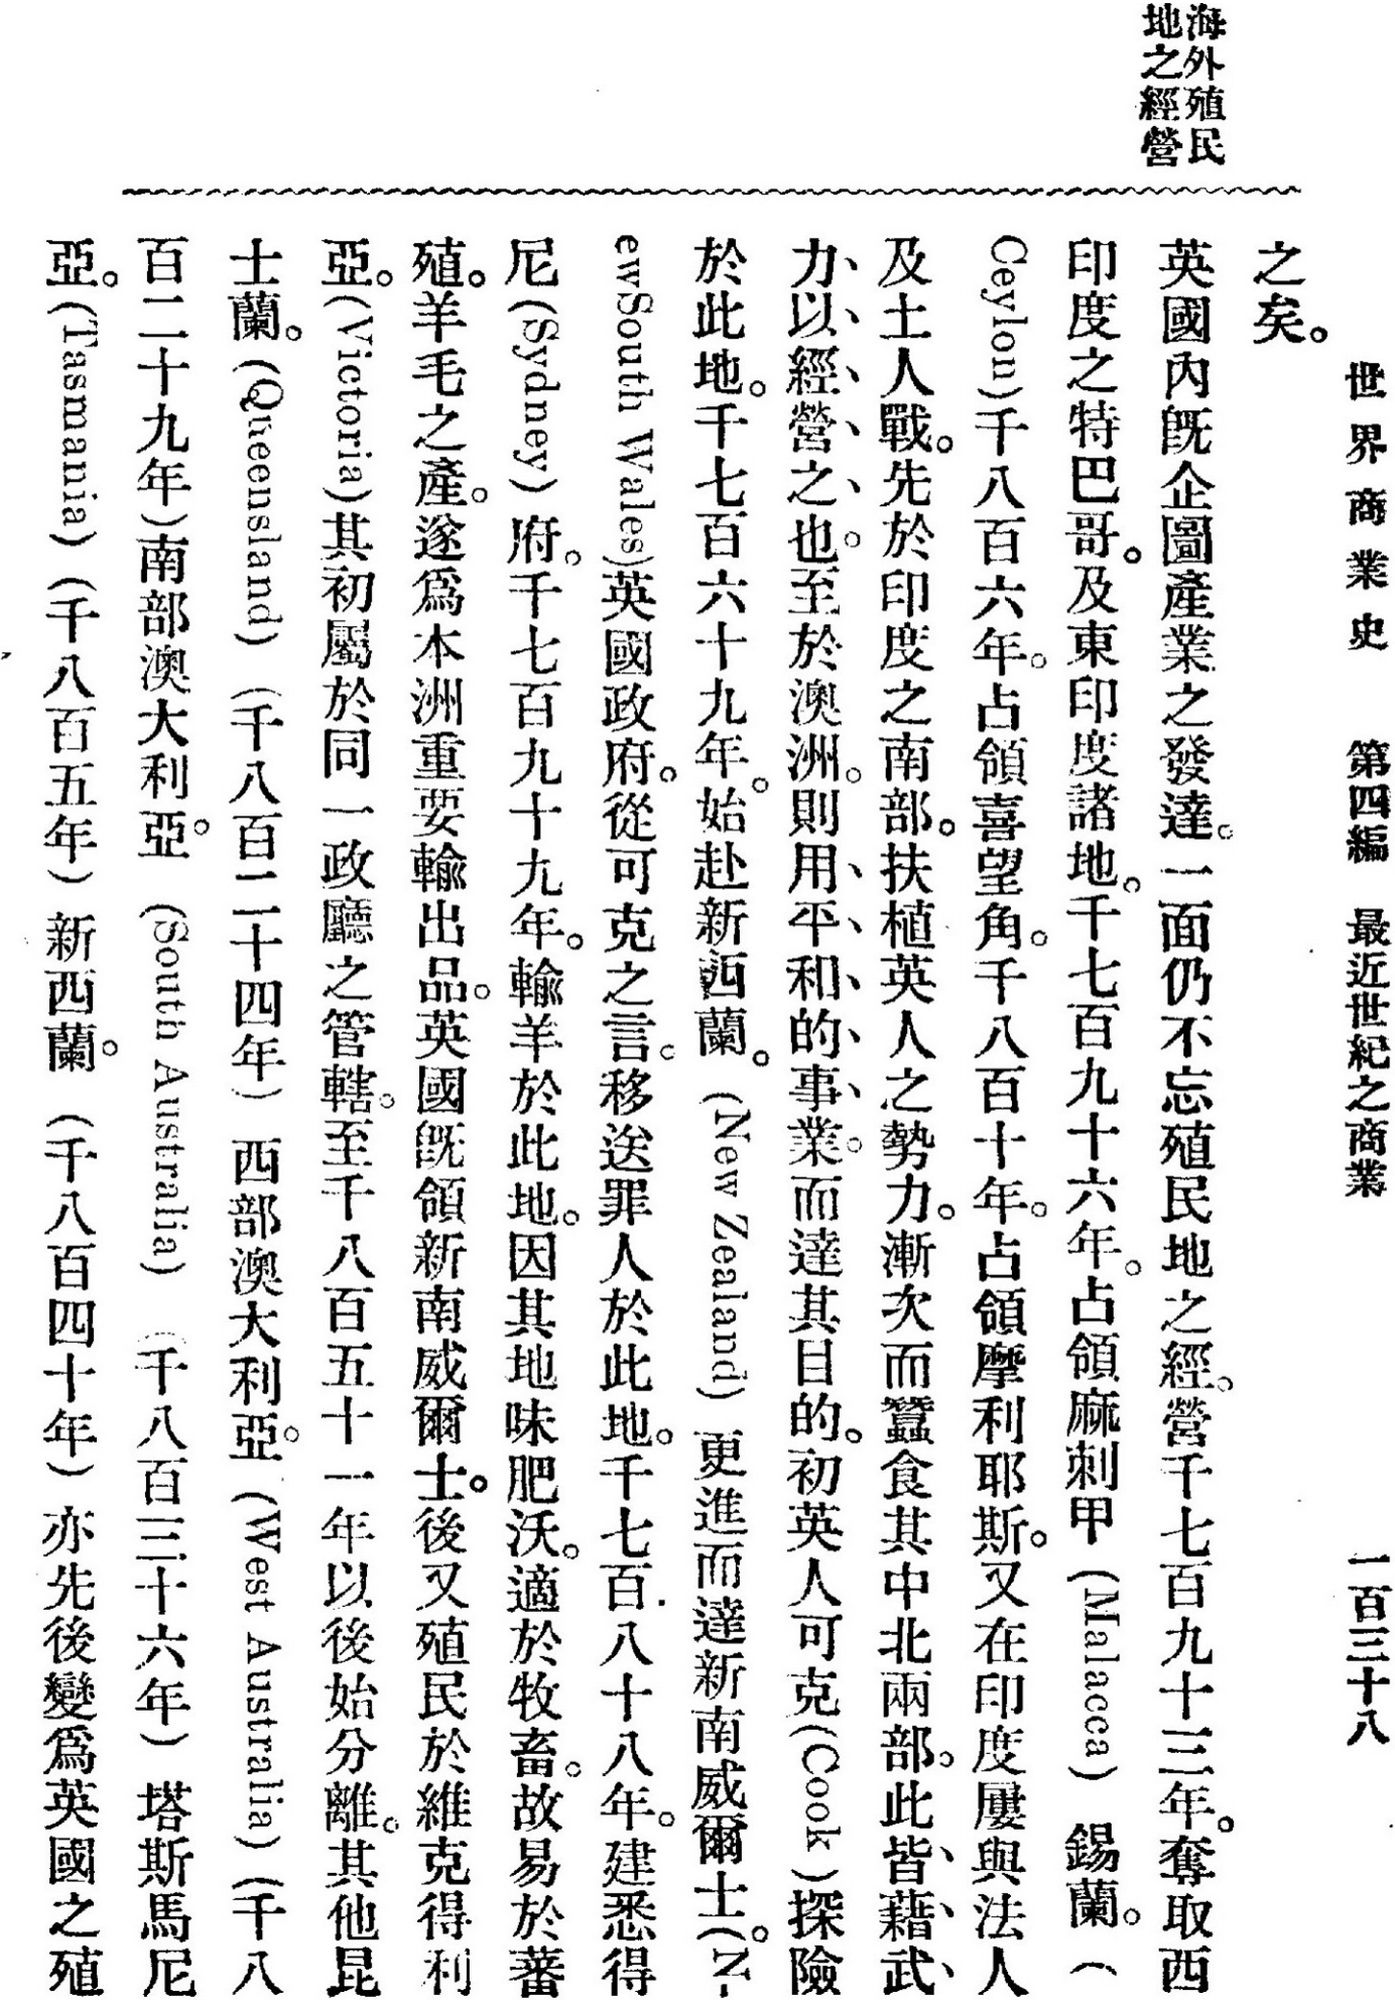 世界商業史　第四編　最近世紀之商業　一百三十八
海外殖民
地之經營
之矣。
英國內旣企圖產業之發達。一面仍不忘殖民地之經。營千七百九十三年。奪取西
印度之特巴哥。及東印度諸地。千七百九十六年。占領麻刺甲（Malacca）錫蘭。（
Ceylon)千八百六年。占領喜望角。千八百十年。占領摩利耶斯。又在印度屢與法人
及土人戰。先於印度之南部。扶植英人之勢力。漸次而蠶食其中北兩部。此皆、藉、武、
力、以、經、營、之、也。至於澳洲。則用、平、和、的、事、業。而達其目的。初英人可克(Cook)探險
於此地。千七百六十九年。始赴新西蘭。(New Zealand)更進而達新南威爾士。(N-
ewSouth Wales)英國政府。從可克之言。移送罪人於此地。千七百八十八年。建悉得
尼(Sydney)府。千七百九十九年。輸羊於此地。因其地味肥沃。適於牧畜。故易於蕃
殖。羊毛之產。遂爲本洲重要輸出品。英國旣領新南威爾士。後又殖民於維克得利
亞。(Victoria)其初屬於同一政廳之管轄。至千八百五十一年以後始分離。其他昆
士蘭。(Queensland)（千八百二十四年）西部澳大利亞。(West Australia)(千八
百二十九年)南部澳大利亞。(South Australia)（千八百三十六年）塔斯馬尼
亞。(Tasmania)（千八百五年）新西蘭。（千八百四十年）亦先後變爲英國之殖